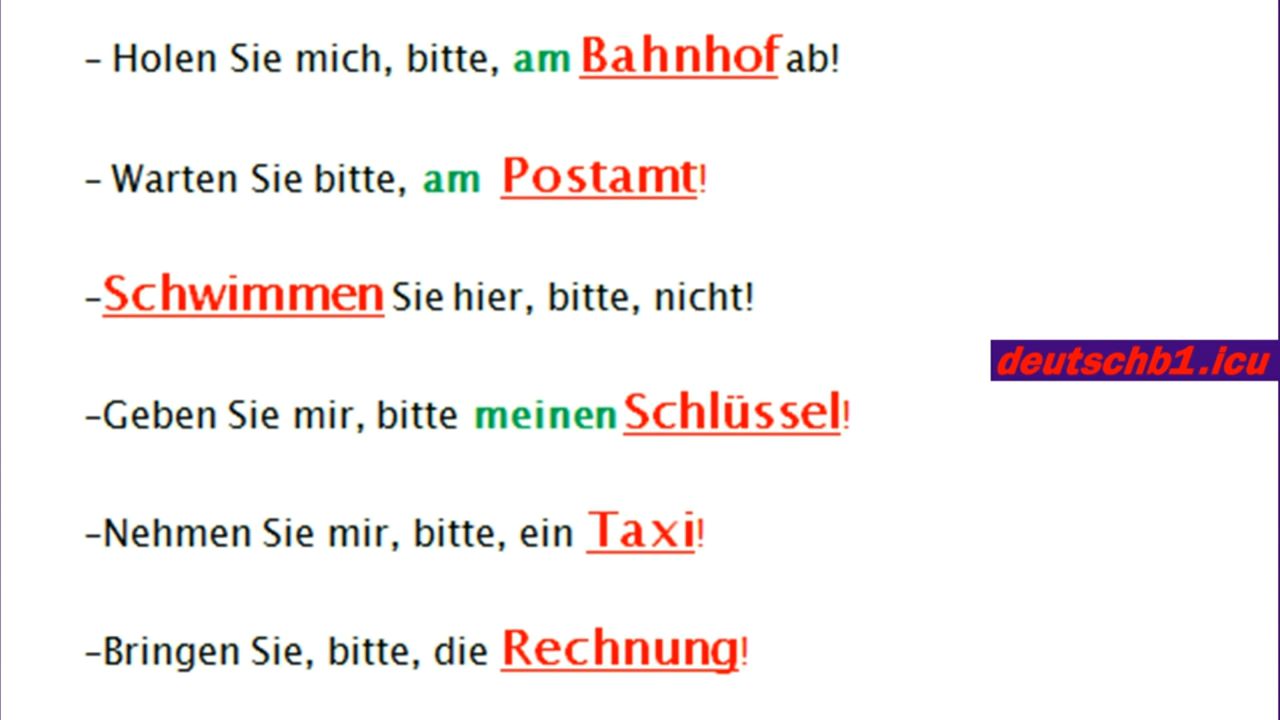 – Holen Sie mich, bitte, am Bahnhof ab!
– Warten Sie bitte, am Postamt!
–Schwimmen Sie hier, bitte, nicht!
deutschb1.icu
–Geben Sie mir, bitte meinen Schlüssel!
–Nehmen Sie mir, bitte, ein Taxi!
–Bringen Sie, bitte, die Rechnung!